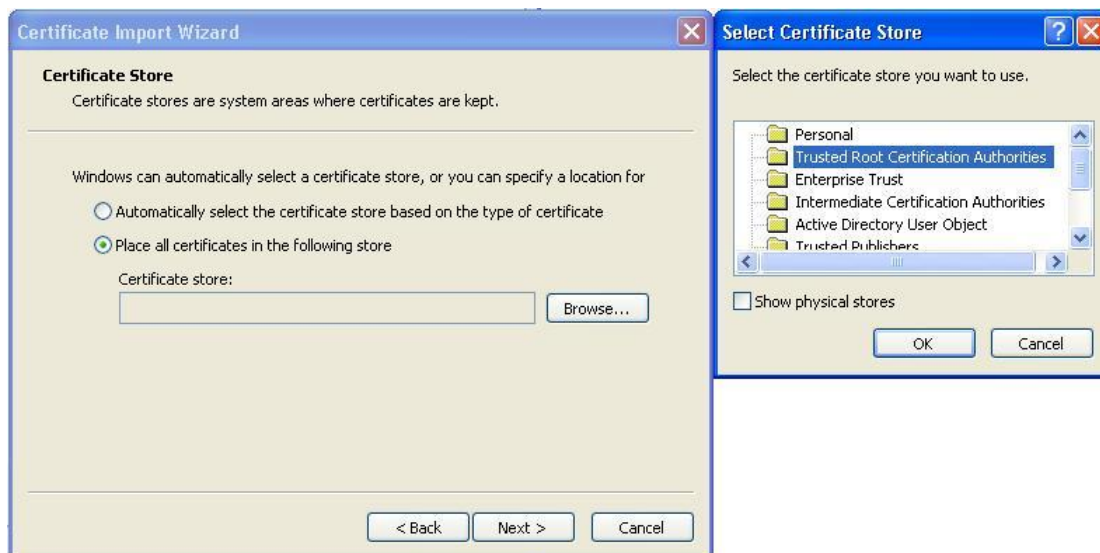 Certificate Import Wizard
Certificate Store
Certificate stores are system areas where certificates are kept.
Windows can automatically select a certificate store, or you can specify a location for
Automatically select the certificate store based on the type of certificate
Place all certificates in the following store
Certificate store:
Browse...
< Back
Next >
Cancel
Select Certificate Store
Select the certificate store you want to use.
Personal
Trusted Root Certification Authorities
Enterprise Trust
Intermediate Certification Authorities
Active Directory User Object
Trusted Publishers
Show physical stores
OK
Cancel